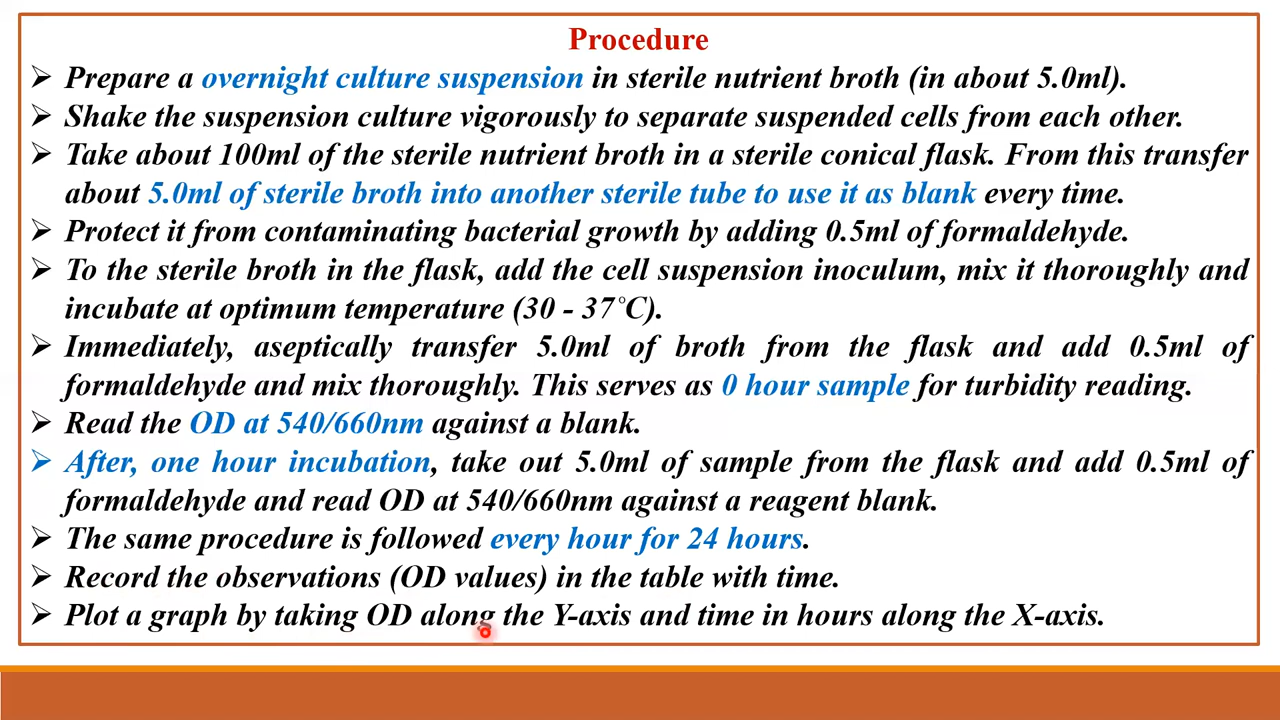 Procedure
➢ Prepare a overnight culture suspension in sterile nutrient broth (in about 5.0ml).
➢ Shake the suspension culture vigorously to separate suspended cells from each other.
➢ Take about 100ml of the sterile nutrient broth in a sterile conical flask. From this transfer
about 5.0ml of sterile broth into another sterile tube to use it as blank every time.
➢ Protect it from contaminating bacterial growth by adding 0.5ml of formaldehyde.
➢ To the sterile broth in the flask, add the cell suspension inoculum, mix it thoroughly and
incubate at optimum temperature (30 - 37°C).
➢ Immediately, aseptically transfer 5.0ml of broth from the flask and add 0.5ml of
formaldehyde and mix thoroughly. This serves as 0 hour sample for turbidity reading.
➢ Read the OD at 540/660nm against a blank.
➢ After, one hour incubation, take out 5.0ml of sample from the flask and add 0.5ml of
formaldehyde and read OD at 540/660nm against a reagent blank.
➢ The same procedure is followed every hour for 24 hours.
➢ Record the observations (OD values) in the table with time.
➢ Plot a graph by taking OD along the Y-axis and time in hours along the X-axis.